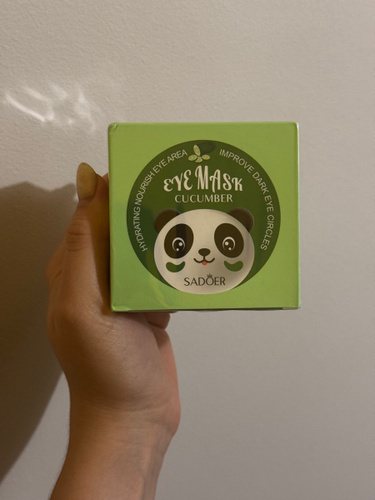 HYDRATING NOURISH EYE AREA
IMPROVE DARK EYE CIRCLES
EYE MASK
CUCUMBER
SADOER